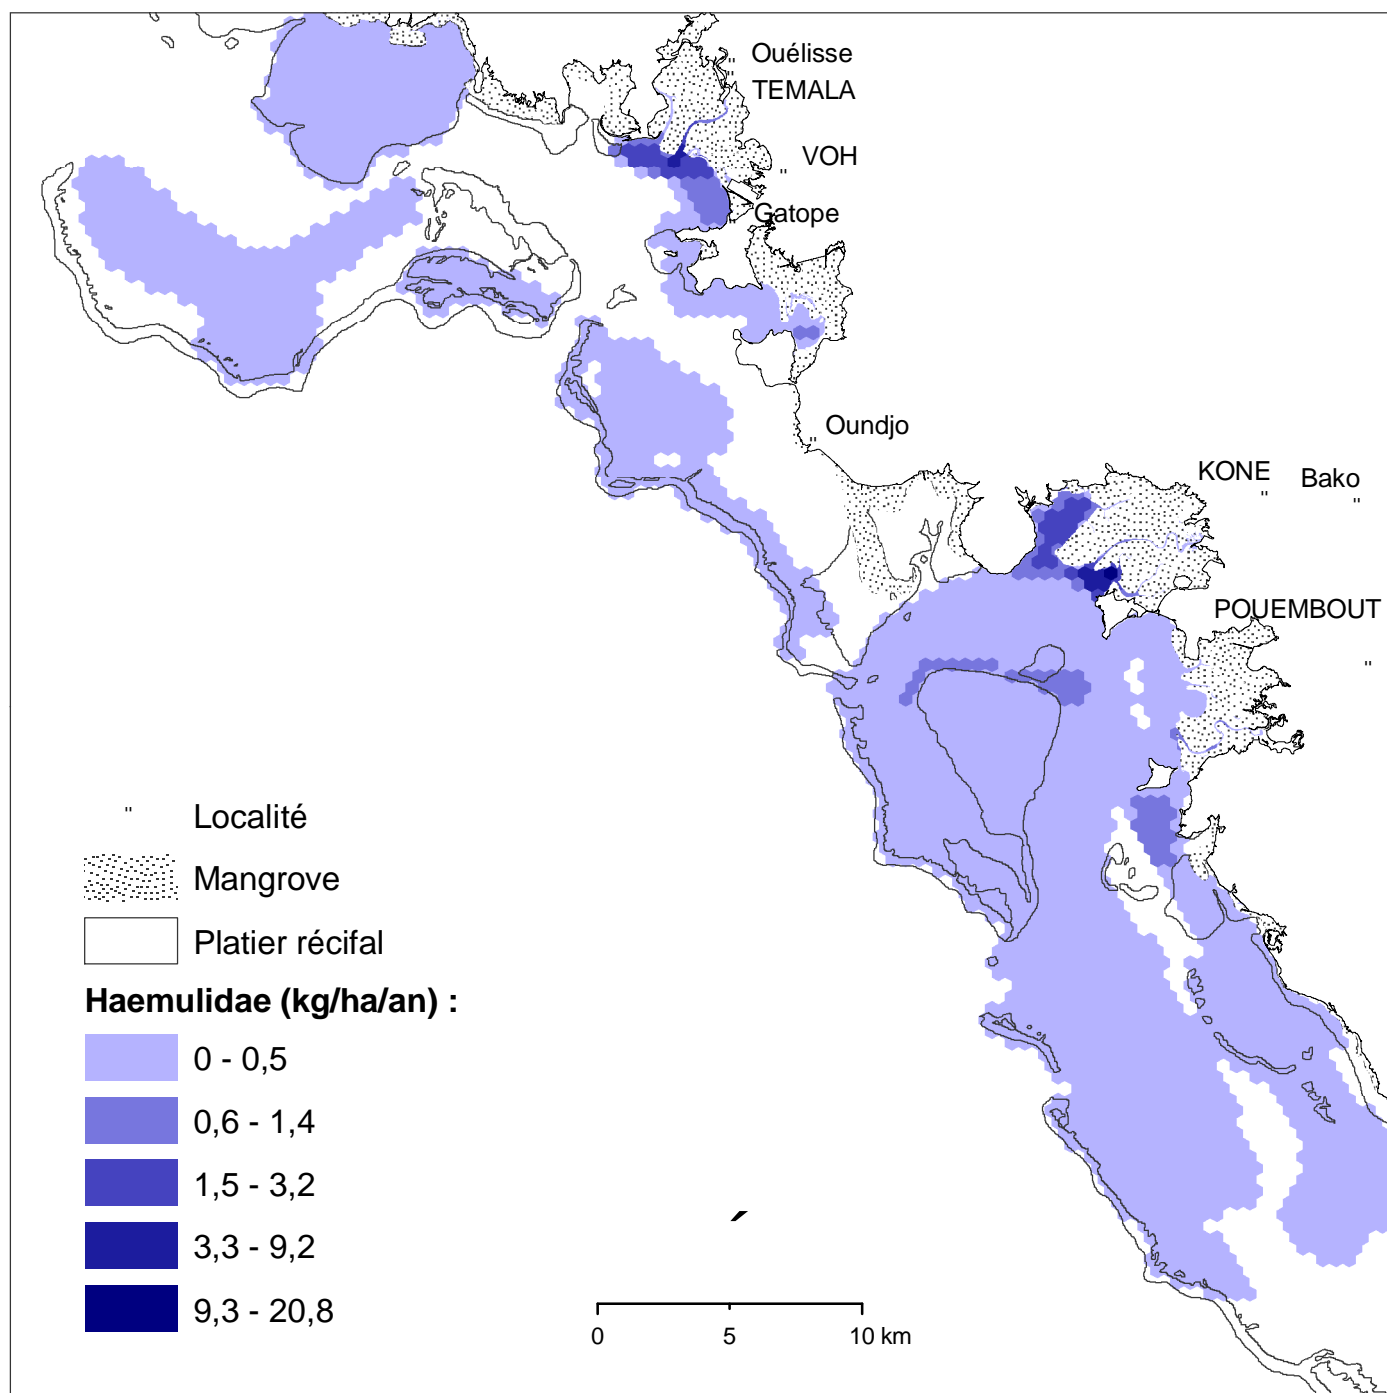 Ouélisse
TEMALA
VOH
Gatope
Oundjo
KONE
Bako
POUEMBOUT
Localité
Mangrove
Platier récifal
Haemulidae (kg/ha/an) :
0 - 0,5
0,6 - 1,4
1,5 - 3,2
3,3 - 9,2
9,3 - 20,8
0 5 10 km